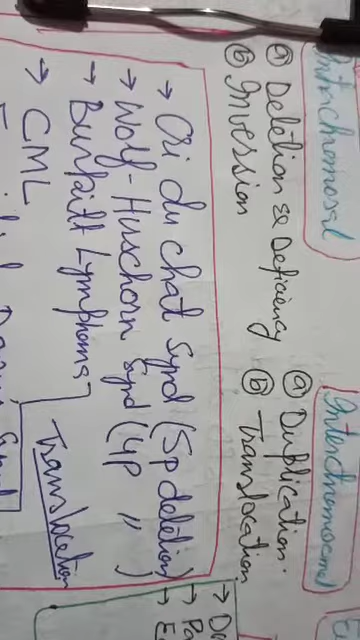 Intrachromosomal
Interchromosomal
ⓐ Deletion or Deficiency
ⓐ Duplication.
ⓑ Inversion
ⓑ Translocation
→ Cri du chat Synd (5p deletion)
→ Wolf-Hirschorn Synd (4p 〃 )
→ Burkitt Lymphoma
→ CML
Translocation